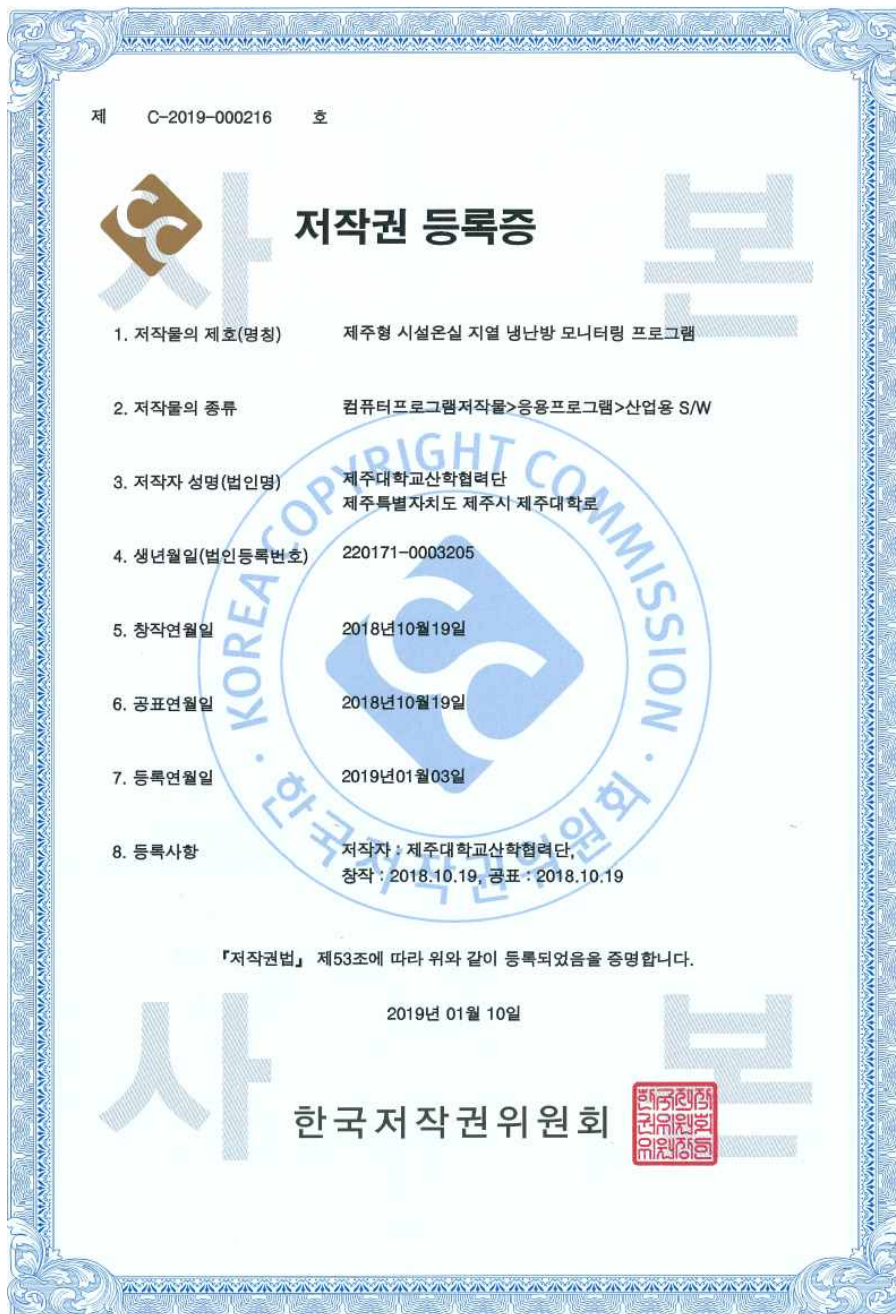 제 C-2019-000216 호
저작권 등록증
사 본
1. 저작물의 제호(명칭) 제주형 시설온실 지열 냉난방 모니터링 프로그램
2. 저작물의 종류 컴퓨터프로그램저작물>응용프로그램>산업용 S/W
3. 저작자 성명(법인명) 제주대학교산학협력단
제주특별자치도 제주시 제주대학로
4. 생년월일(법인등록번호) 220171-0003205
5. 창작연월일 2018년10월19일
6. 공표연월일 2018년10월19일
7. 등록연월일 2019년01월03일
8. 등록사항 저작자 : 제주대학교산학협력단,
창작 : 2018.10.19, 공표 : 2018.10.19
KOREA COPYRIGHT COMMISSION
한국저작권위원회
『저작권법』 제53조에 따라 위와 같이 등록되었음을 증명합니다.
2019년 01월 10일
사 본
한국저작권위원회